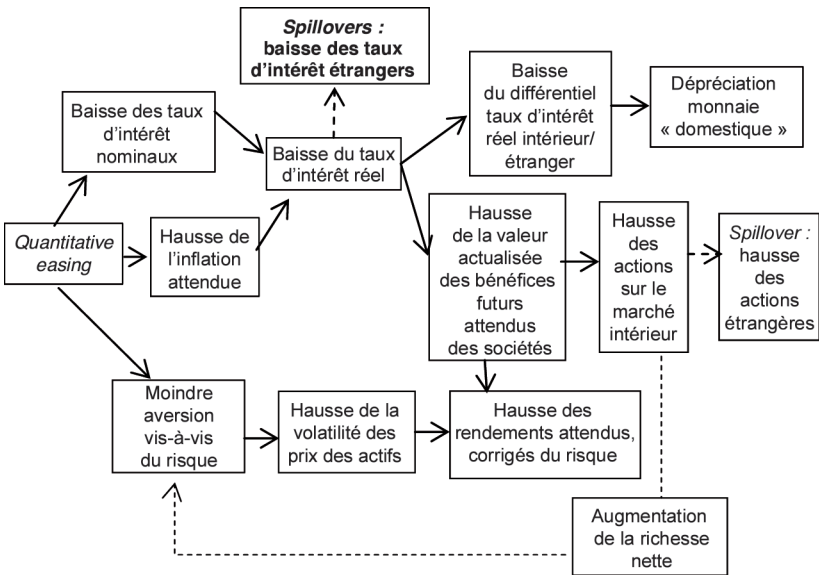 Spillovers :
baisse des taux
d'intérêt étrangers
Baisse
du différentiel
taux d'intérêt
réel intérieur/
étranger
Dépréciation
monnaie
« domestique »
Baisse des taux
d'intérêt
nominaux
Baisse du taux
d'intérêt réel
Quantitative
easing
Hausse de
l'inflation
attendue
Hausse
de la valeur
actualisée
des bénéfices
futurs
attendus
des sociétés
Hausse
des
actions
sur le
marché
intérieur
Spillover :
hausse
des
actions
étrangères
Moindre
aversion
vis-à-vis
du risque
Hausse de la
volatilité des
prix des actifs
Hausse des
rendements attendus,
corrigés du risque
Augmentation
de la richesse
nette